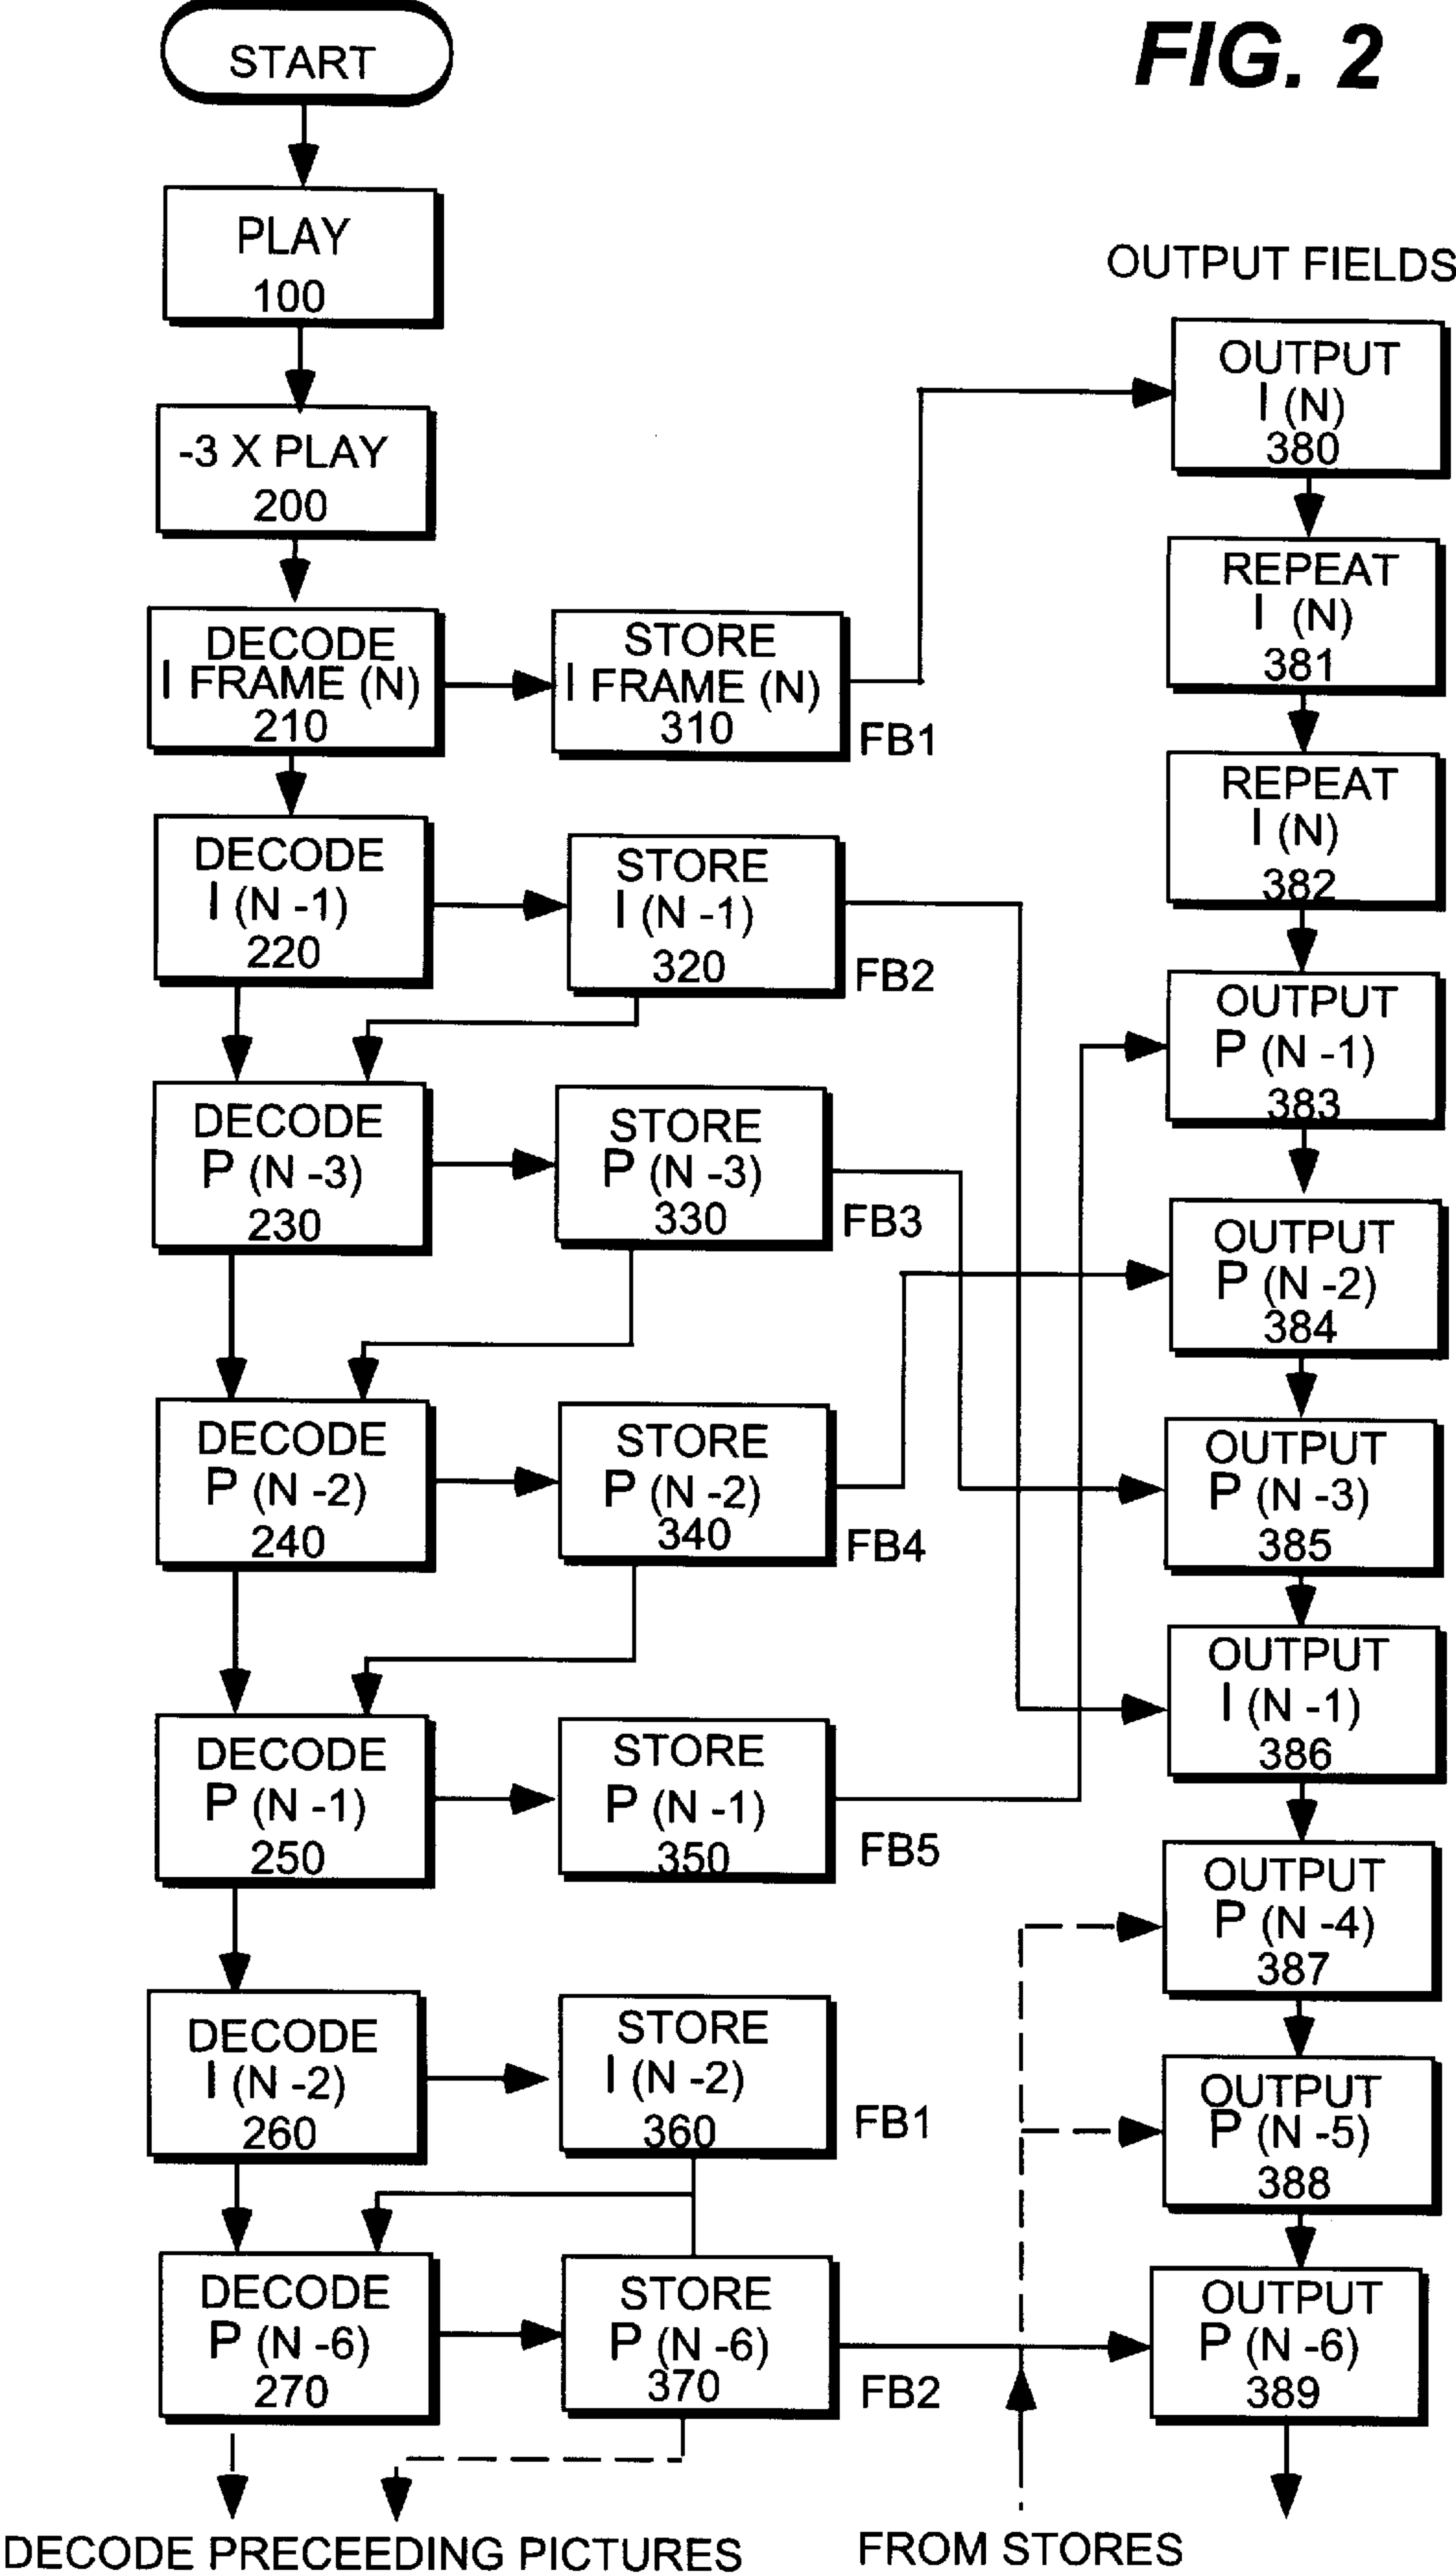 FIG. 2
START
PLAY
100
-3 X PLAY
200
DECODE
I FRAME (N)
210
STORE
I FRAME (N)
310
FB1
DECODE
I (N -1)
220
STORE
I (N -1)
320
FB2
DECODE
P (N -3)
230
STORE
P (N -3)
330
FB3
DECODE
P (N -2)
240
STORE
P (N -2)
340
FB4
DECODE
P (N -1)
250
STORE
P (N -1)
350
FB5
DECODE
I (N -2)
260
STORE
I (N -2)
360
FB1
DECODE
P (N -6)
270
STORE
P (N -6)
370
FB2
DECODE PRECEEDING PICTURES
OUTPUT FIELDS
OUTPUT
I (N)
380
REPEAT
I (N)
381
REPEAT
I (N)
382
OUTPUT
P (N -1)
383
OUTPUT
P (N -2)
384
OUTPUT
P (N -3)
385
OUTPUT
I (N -1)
386
OUTPUT
P (N -4)
387
OUTPUT
P (N -5)
388
OUTPUT
P (N -6)
389
FROM STORES